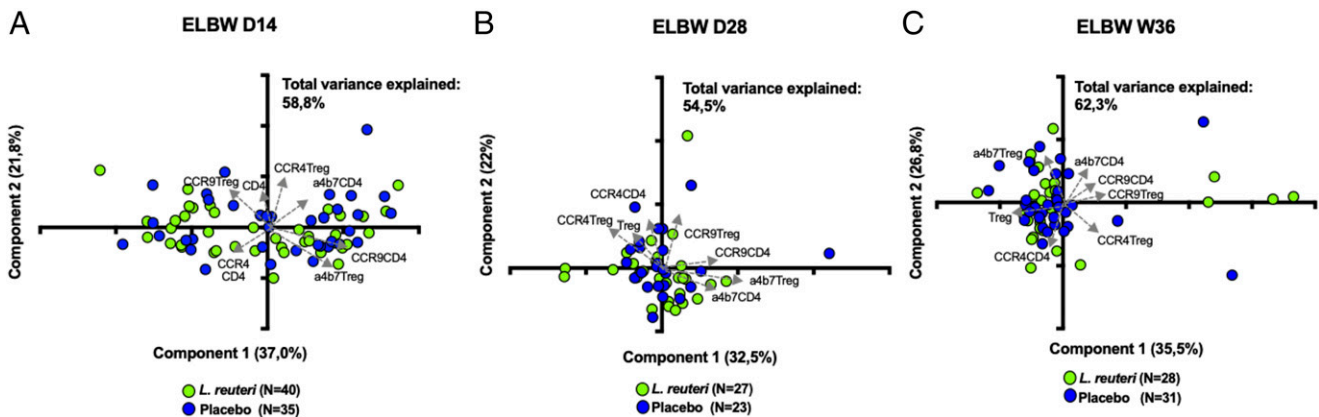 A
ELBW D14
Total variance explained:
58,8%
Component 2 (21,8%)
CCR9Treg
CD4
CCR4Treg
a4b7CD4
CCR4
CD4
CCR9CD4
a4b7Treg
Component 1 (37,0%)
L. reuteri (N=40)
Placebo (N=35)
B
ELBW D28
Total variance explained:
54,5%
Component 2 (22%)
CCR4CD4
CCR4Treg
Treg
CCR9Treg
CCR9CD4
a4b7Treg
a4b7CD4
Component 1 (32,5%)
L. reuteri (N=27)
Placebo (N=23)
C
ELBW W36
Total variance explained:
62,3%
Component 2 (26,8%)
a4b7Treg
a4b7CD4
CCR9CD4
CCR9Treg
Treg
CCR4Treg
CCR4CD4
Component 1 (35,5%)
L. reuteri (N=28)
Placebo (N=31)